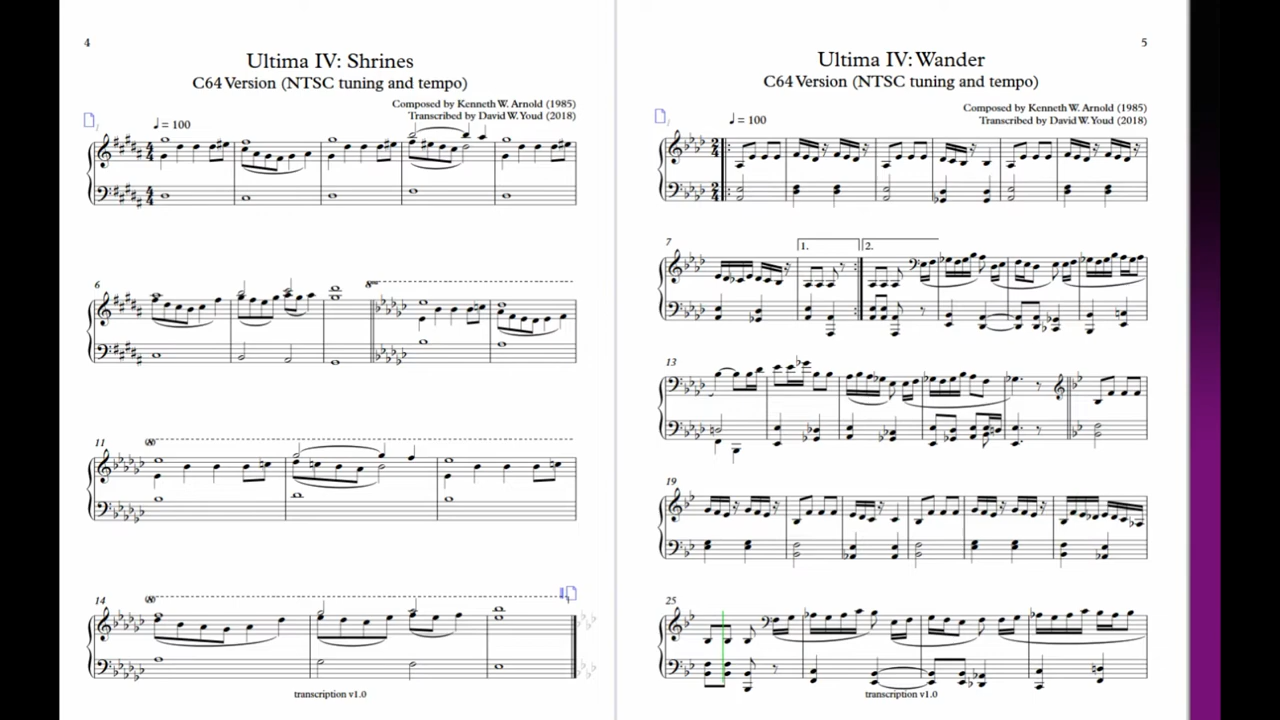 4
Ultima IV: Shrines
C64 Version (NTSC tuning and tempo)
Composed by Kenneth W. Arnold (1985)
Transcribed by David W. Youd (2018)
♩ = 100
6
8va
11
(8)
14
(8)
transcription v1.0
5
Ultima IV: Wander
C64 Version (NTSC tuning and tempo)
Composed by Kenneth W. Arnold (1985)
Transcribed by David W. Youd (2018)
♩ = 100
7
1.
2.
13
19
25
transcription v1.0